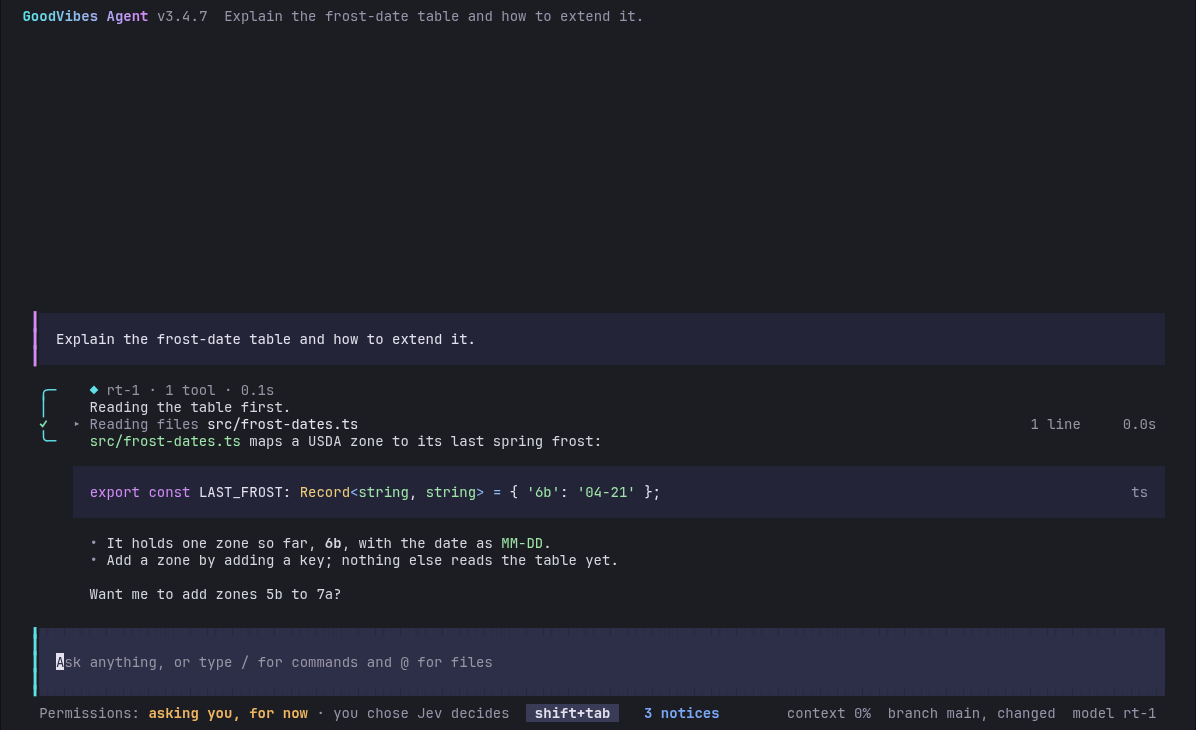 GoodVibes Agent v3.4.7  Explain the frost-date table and how to extend it.
Explain the frost-date table and how to extend it.
◆ rt-1 · 1 tool · 0.1s
Reading the table first.
✓ ▸ Reading files src/frost-dates.ts 1 line 0.0s
src/frost-dates.ts maps a USDA zone to its last spring frost:
export const LAST_FROST: Record<string, string> = { '6b': '04-21' }; ts
• It holds one zone so far, 6b, with the date as MM-DD.
• Add a zone by adding a key; nothing else reads the table yet.
Want me to add zones 5b to 7a?
Ask anything, or type / for commands and @ for files
Permissions: asking you, for now · you chose Jev decides shift+tab 3 notices context 0% branch main, changed model rt-1